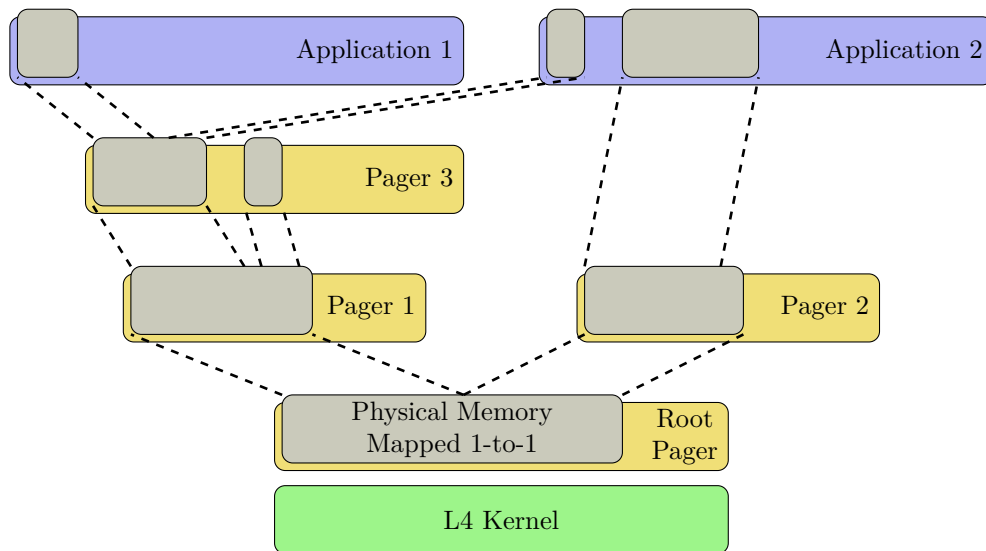 Application 1
Application 2
Pager 3
Pager 1
Pager 2
Physical Memory
Mapped 1-to-1
Root
Pager
L4 Kernel